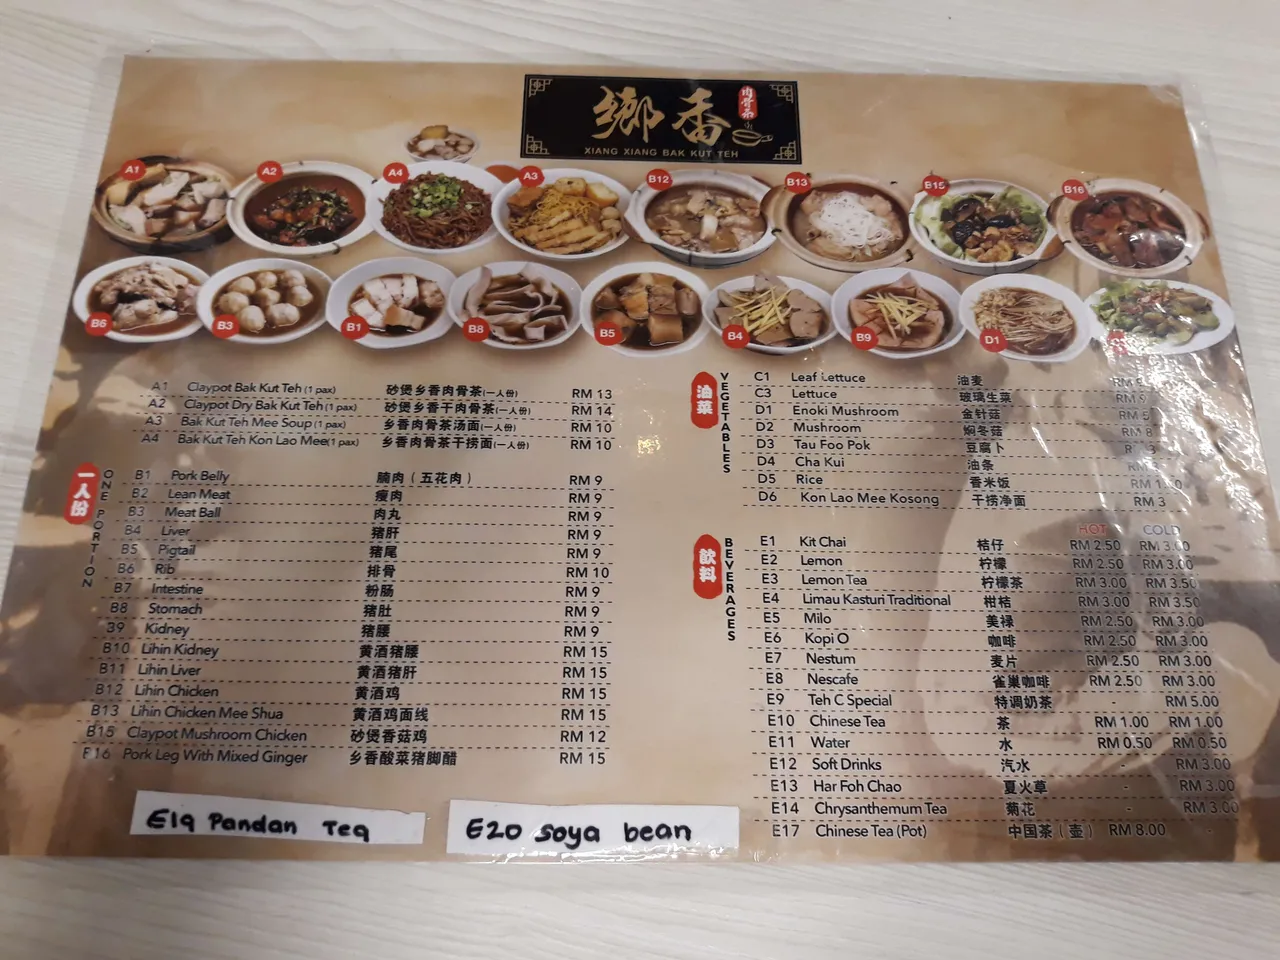 鄉香 肉骨茶
XIANG XIANG BAK KUT TEH
A1 A2 A4 A3 B12 B13 B15 B16
B6 B3 B1 B8 B5 B4 B9 D1
A1 Claypot Bak Kut Teh (1 pax) 砂煲乡香肉骨茶(一人份) RM 13
A2 Claypot Dry Bak Kut Teh (1 pax) 砂煲乡香干肉骨茶(一人份) RM 14
A3 Bak Kut Teh Mee Soup (1 pax) 乡香肉骨茶汤面(一人份) RM 10
A4 Bak Kut Teh Kon Lao Mee(1 pax) 乡香肉骨茶干捞面(一人份) RM 10
一人份 ONE PORTION
B1 Pork Belly 腩肉 ( 五花肉 ) RM 9
B2 Lean Meat 瘦肉 RM 9
B3 Meat Ball 肉丸 RM 9
B4 Liver 猪肝 RM 9
B5 Pigtail 猪尾 RM 9
B6 Rib 排骨 RM 10
B7 Intestine 粉肠 RM 9
B8 Stomach 猪肚 RM 9
B9 Kidney 猪腰 RM 9
B10 Lihin Kidney 黄酒猪腰 RM 15
B11 Lihin Liver 黄酒猪肝 RM 15
B12 Lihin Chicken 黄酒鸡 RM 15
B13 Lihin Chicken Mee Shua 黄酒鸡面线 RM 15
B15 Claypot Mushroom Chicken 砂煲香菇鸡 RM 12
B16 Pork Leg With Mixed Ginger 乡香酸菜猪脚醋 RM 15
油菜 VEGETABLES
C1 Leaf Lettuce 油麦 RM
C3 Lettuce 玻璃生菜 RM 9
D1 Enoki Mushroom 金针菇 RM 5
D2 Mushroom 焖冬菇 RM 8
D3 Tau Foo Pok 豆腐卜 3
D4 Cha Kui 油条
D5 Rice 香米饭 RM
D6 Kon Lao Mee Kosong 干捞净面 RM 3
飲料 BEVERAGES
HOT COLD
E1 Kit Chai 桔仔 RM 2.50 RM 3.00
E2 Lemon 柠檬 RM 2.50 RM 3.00
E3 Lemon Tea 柠檬茶 RM 3.00 RM 3.50
E4 Limau Kasturi Traditional 柑桔 RM 3.00 RM 3.50
E5 Milo 美禄 RM 2.50 RM 3.00
E6 Kopi O 咖啡 RM 2.50 RM 3.00
E7 Nestum 麦片 RM 2.50 RM 3.00
E8 Nescafe 雀巢咖啡 RM 2.50 RM 3.00
E9 Teh C Special 特调奶茶 - RM 5.00
E10 Chinese Tea 茶 RM 1.00 RM 1.00
E11 Water 水 RM 0.50 RM 0.50
E12 Soft Drinks 汽水 - RM 3.00
E13 Har Foh Chao 夏火草 - RM 3.00
E14 Chrysanthemum Tea 菊花 - RM 3.00
E17 Chinese Tea (Pot) 中国茶 ( 壶 ) RM 8.00 -
E19 Pandan Tea
E20 soya bean